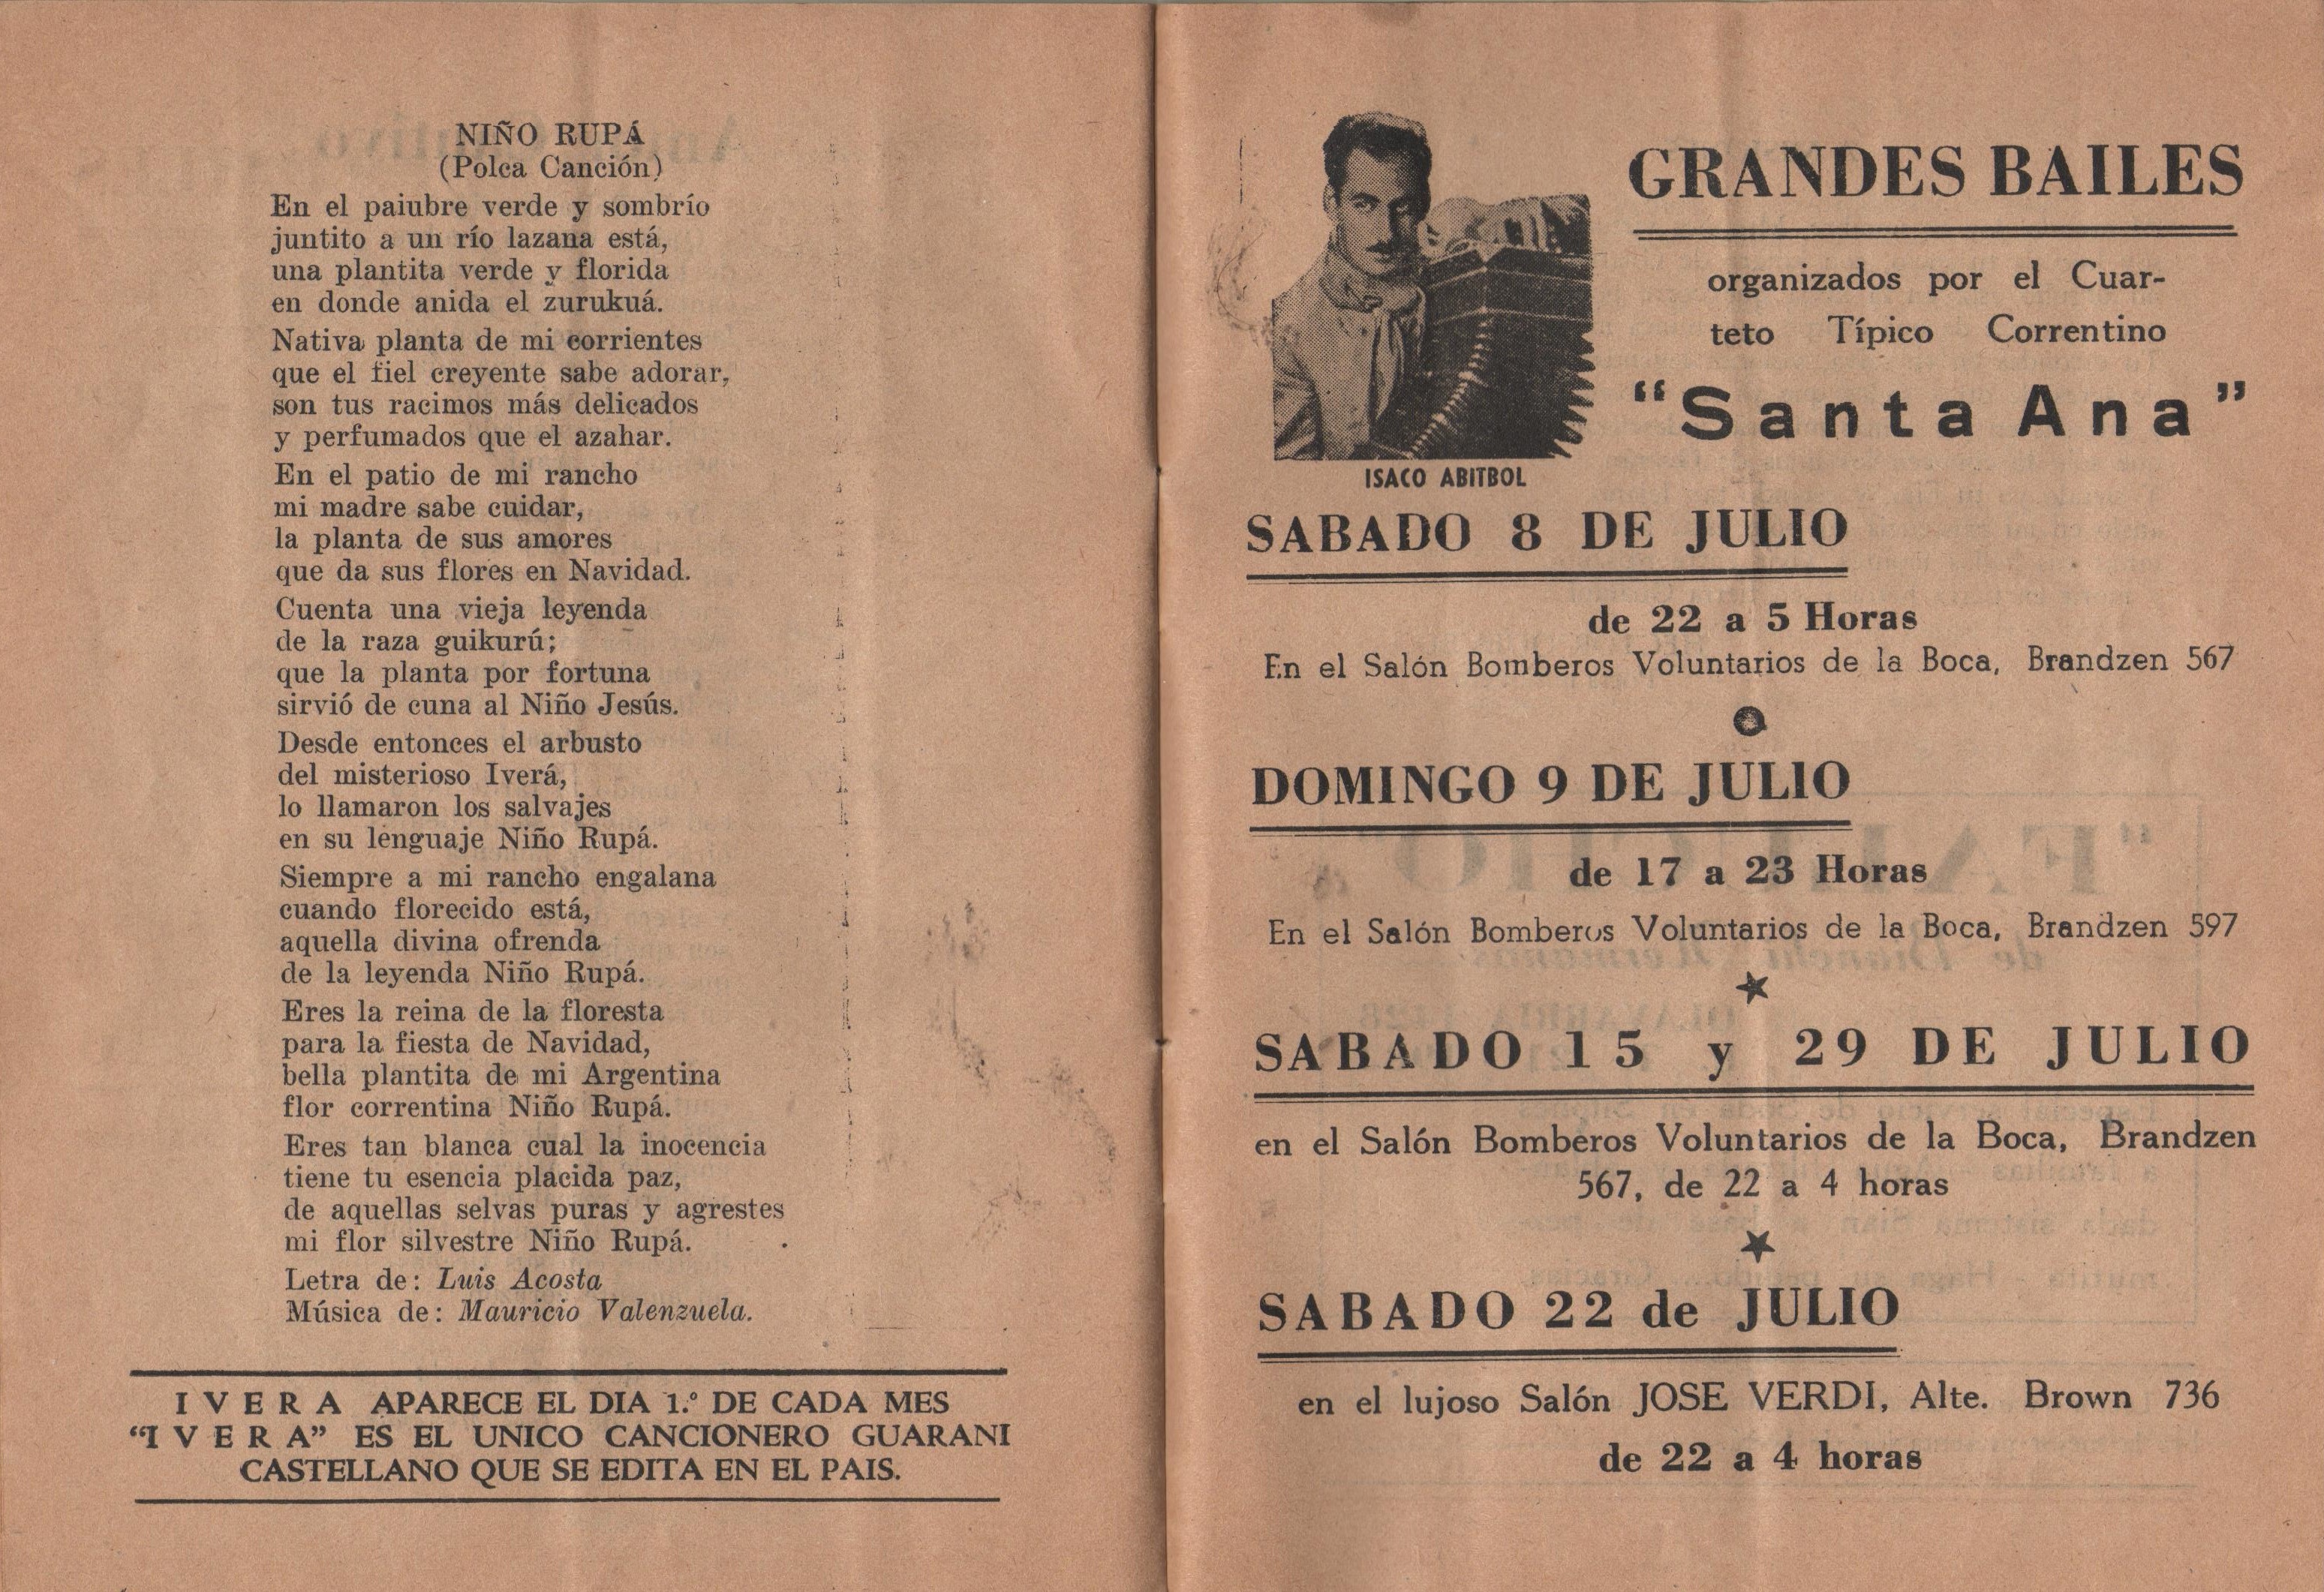 NIÑO RUPÁ
(Polca Canción)
En el paiubre verde y sombrío
juntito a un río lazana está,
una plantita verde y florida
en donde anida el zurukuá.
Nativa planta de mi corrientes
que el fiel creyente sabe adorar,
son tus racimos más delicados
y perfumados que el azahar.
En el patio de mi rancho
mi madre sabe cuidar,
la planta de sus amores
que da sus flores en Navidad.
Cuenta una vieja leyenda
de la raza guikurú;
que la planta por fortuna
sirvió de cuna al Niño Jesús.
Desde entonces el arbusto
del misterioso Iverá,
lo llamaron los salvajes
en su lenguaje Niño Rupá.
Siempre a mi rancho engalana
cuando florecido está,
aquella divina ofrenda
de la leyenda Niño Rupá.
Eres la reina de la floresta
para la fiesta de Navidad,
bella plantita de mi Argentina
flor correntina Niño Rupá.
Eres tan blanca cual la inocencia
tiene tu esencia placida paz,
de aquellas selvas puras y agrestes
mi flor silvestre Niño Rupá.
Letra de: Luis Acosta
Música de: Mauricio Valenzuela.
I V E R A APARECE EL DIA 1.º DE CADA MES
“I V E R A” ES EL UNICO CANCIONERO GUARANI
CASTELLANO QUE SE EDITA EN EL PAIS.
GRANDES BAILES
organizados por el Cuar-
teto Típico Correntino
“Santa Ana”
ISACO ABITBOL
SABADO 8 DE JULIO
de 22 a 5 Horas
En el Salón Bomberos Voluntarios de la Boca, Brandzen 567
DOMINGO 9 DE JULIO
de 17 a 23 Horas
En el Salón Bomberos Voluntarios de la Boca, Brandzen 597
SABADO 15 y 29 DE JULIO
en el Salón Bomberos Voluntarios de la Boca, Brandzen
567, de 22 a 4 horas
SABADO 22 de JULIO
en el lujoso Salón JOSE VERDI, Alte. Brown 736
de 22 a 4 horas